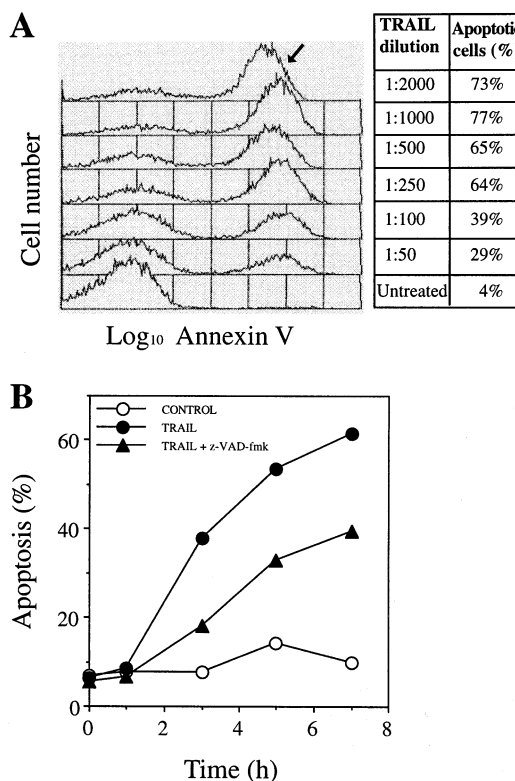 A
Cell number
Log10 Annexin V
TRAIL dilution Apoptotic cells (%
1:2000 73%
1:1000 77%
1:500 65%
1:250 64%
1:100 39%
1:50 29%
Untreated 4%
B
CONTROL
TRAIL
TRAIL + z-VAD-fmk
Apoptosis (%)
60
40
20
0
0 2 4 6 8
Time (h)